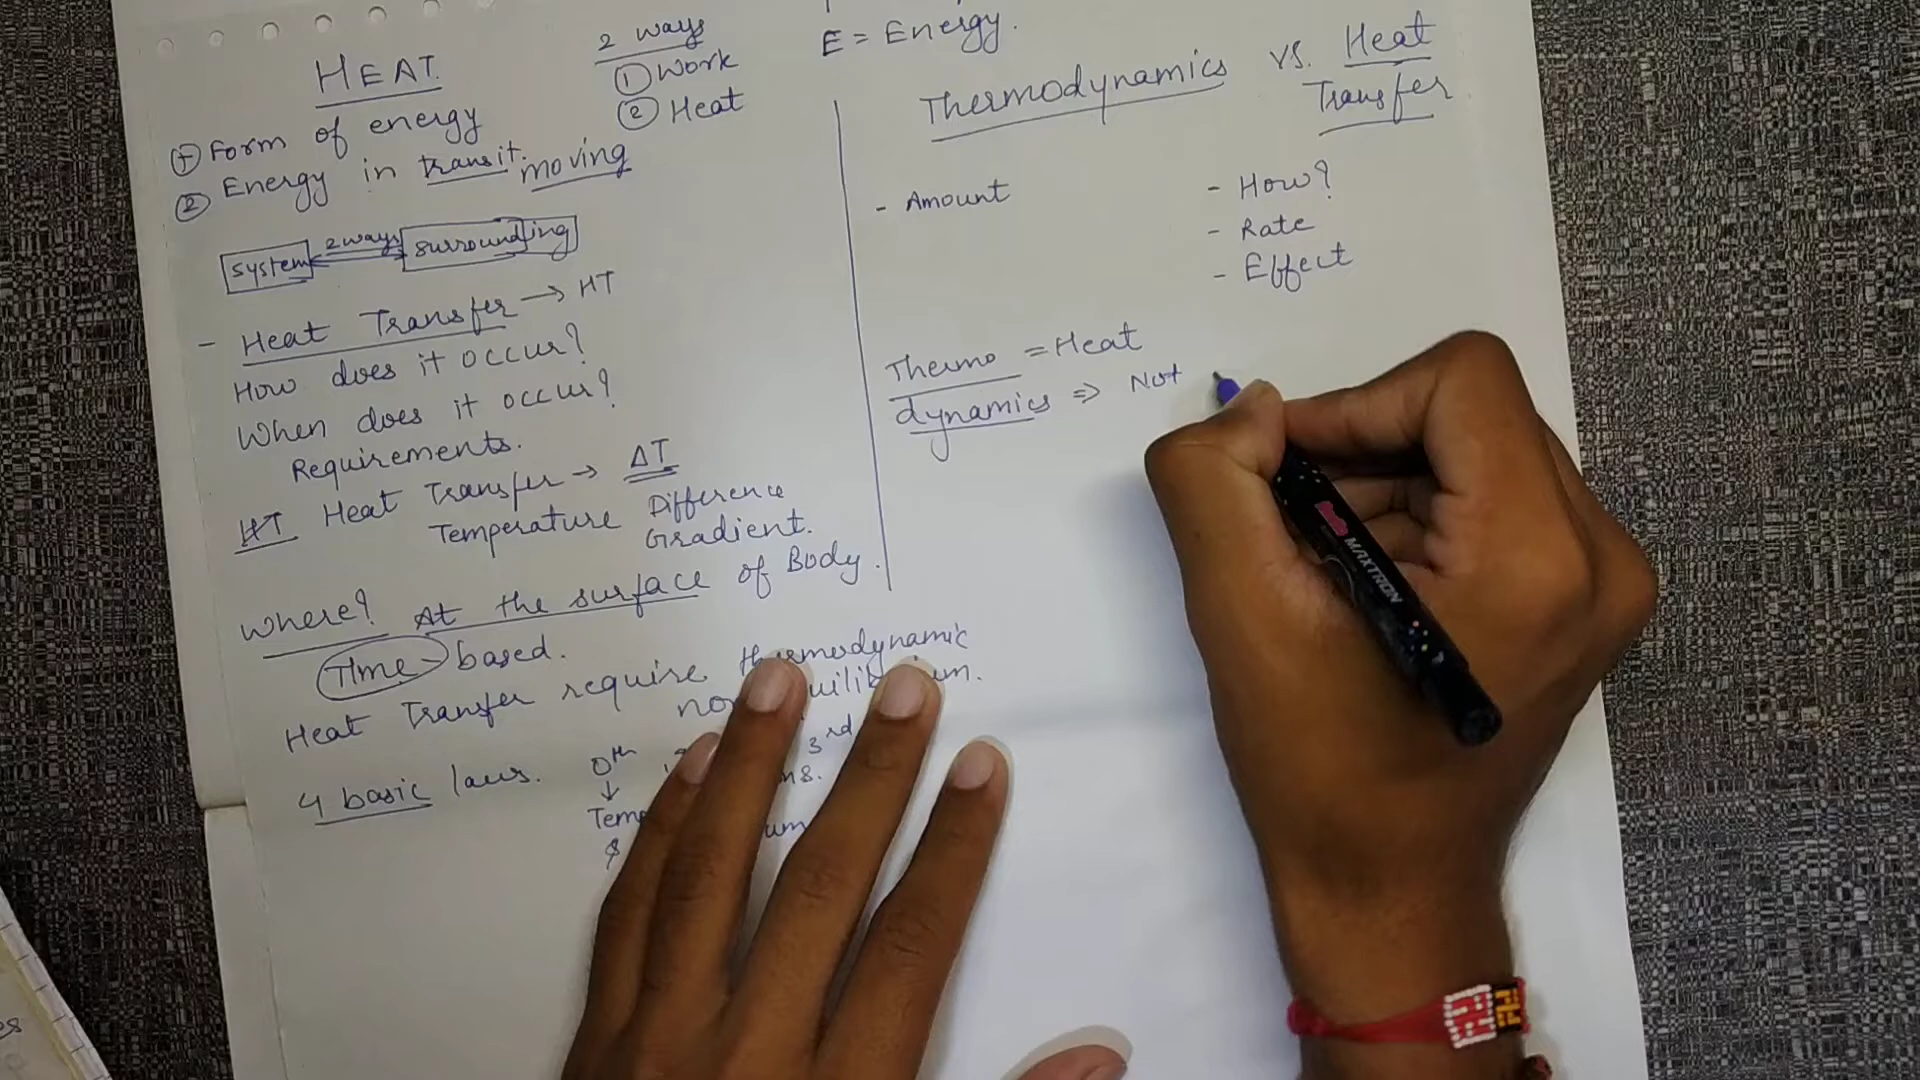 HEAT
① Form of energy
② Energy in transit. moving
2 ways
① Work
② Heat
system 2 ways surrounding
- Heat Transfer → HT
How does it occur?
When does it occur?
Requirements.
HT Heat Transfer → ΔT
Temperature Difference
Gradient.
Where? At the surface of Body.
Time - based.
Heat Transfer require thermodynamic
4 basic laws. 0th 3rd
E = Energy.
Thermodynamics vs. Heat
Transfer
- Amount
- How?
- Rate
- Effect
Thermo = Heat
dynamics ⇒ Not
MAXTRON